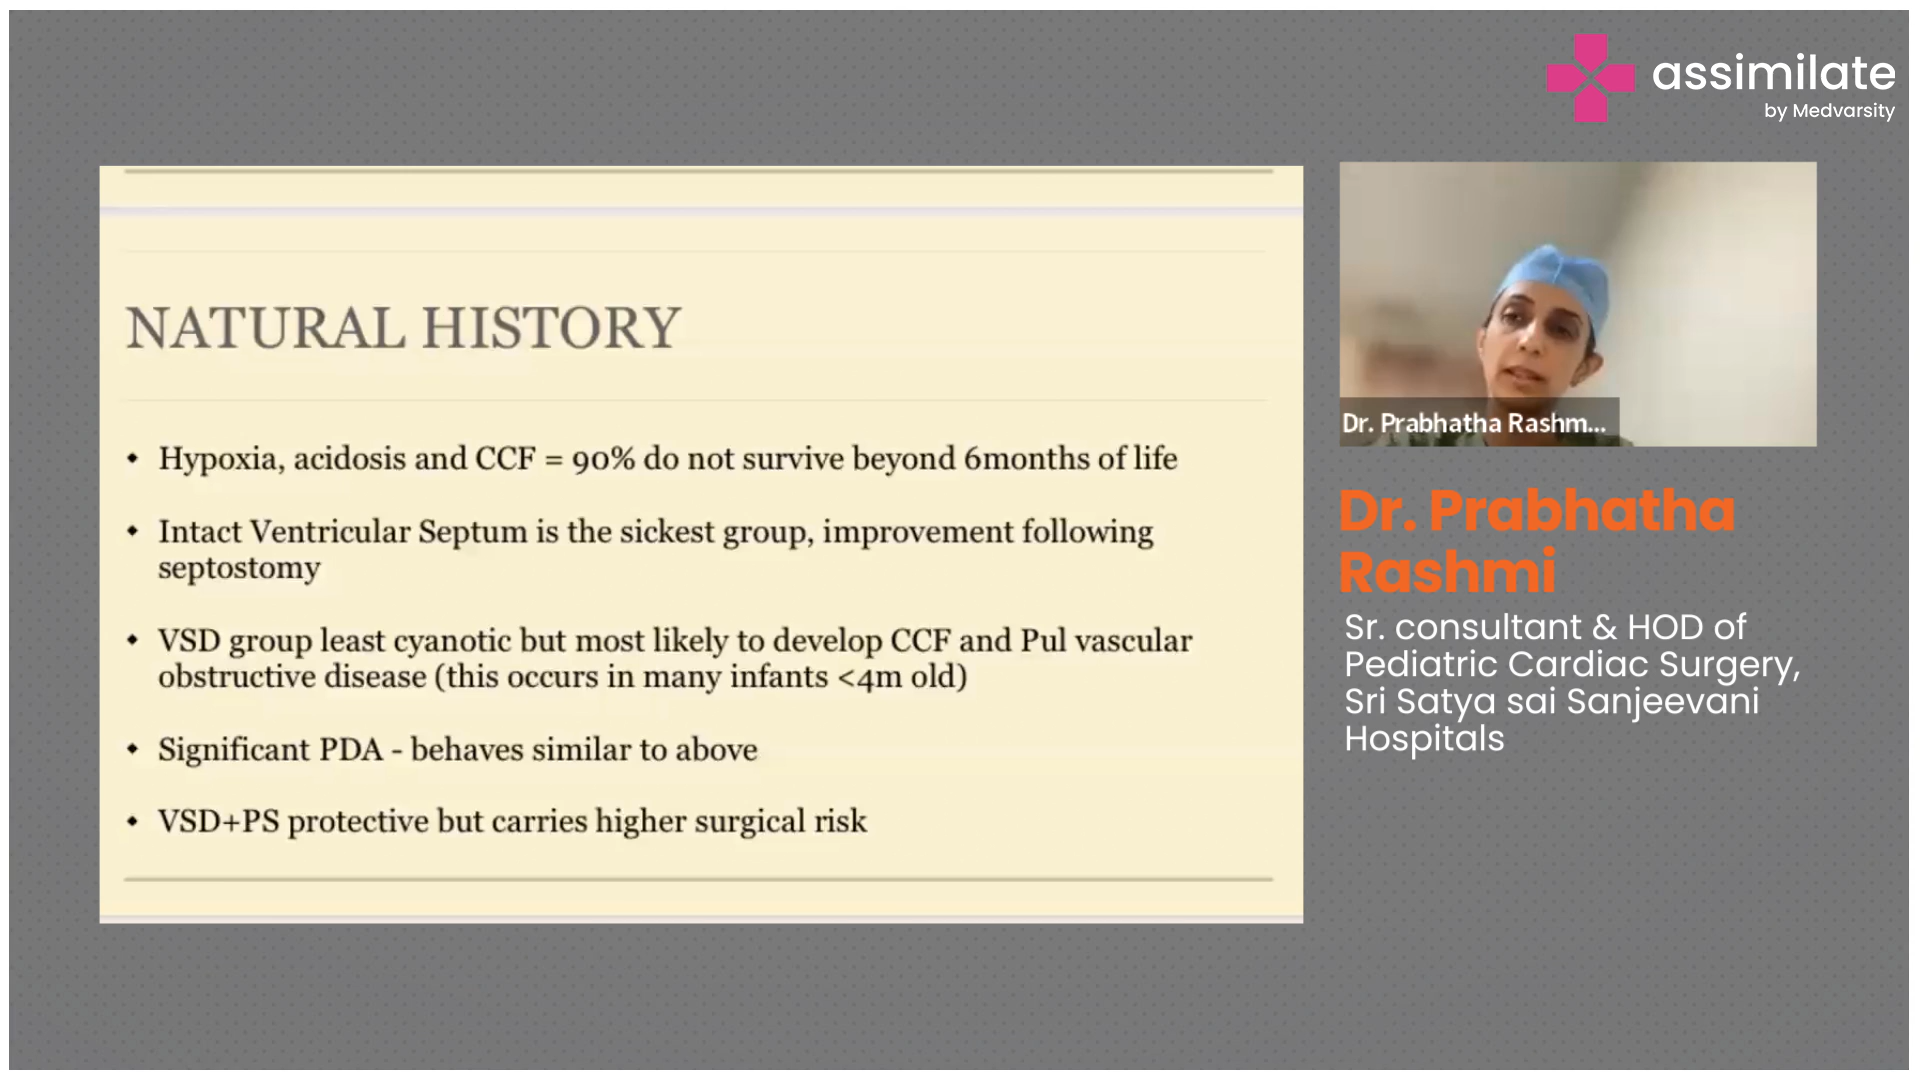 assimilate
by Medvarsity
NATURAL HISTORY
• Hypoxia, acidosis and CCF = 90% do not survive beyond 6months of life
• Intact Ventricular Septum is the sickest group, improvement following
septostomy
• VSD group least cyanotic but most likely to develop CCF and Pul vascular
obstructive disease (this occurs in many infants <4m old)
• Significant PDA - behaves similar to above
• VSD+PS protective but carries higher surgical risk
Dr. Prabhatha Rashm...
Dr. Prabhatha
Rashmi
Sr. consultant & HOD of
Pediatric Cardiac Surgery,
Sri Satya sai Sanjeevani
Hospitals